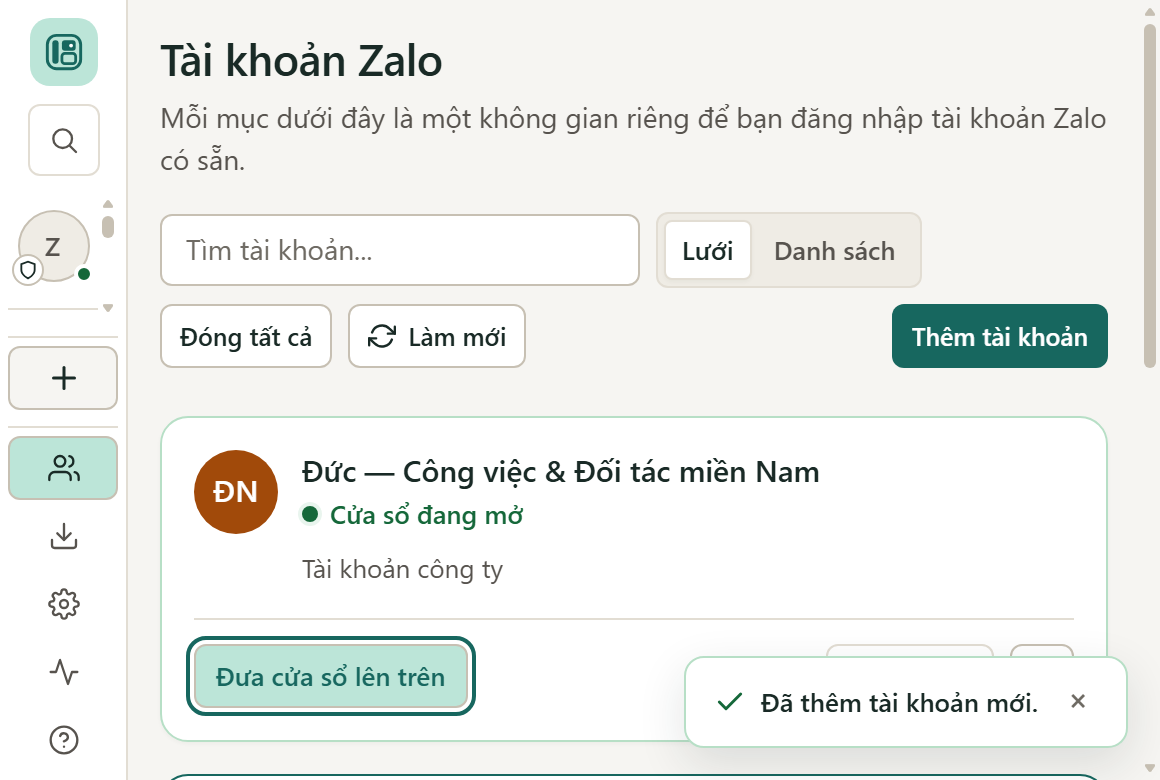 Tài khoản Zalo
Mỗi mục dưới đây là một không gian riêng để bạn đăng nhập tài khoản Zalo
có sẵn.
Z
Tìm tài khoản...
Lưới
Danh sách
Đóng tất cả
Làm mới
Thêm tài khoản
ĐN
Đức — Công việc & Đối tác miền Nam
Cửa sổ đang mở
Tài khoản công ty
Đưa cửa sổ lên trên
Đã thêm tài khoản mới.